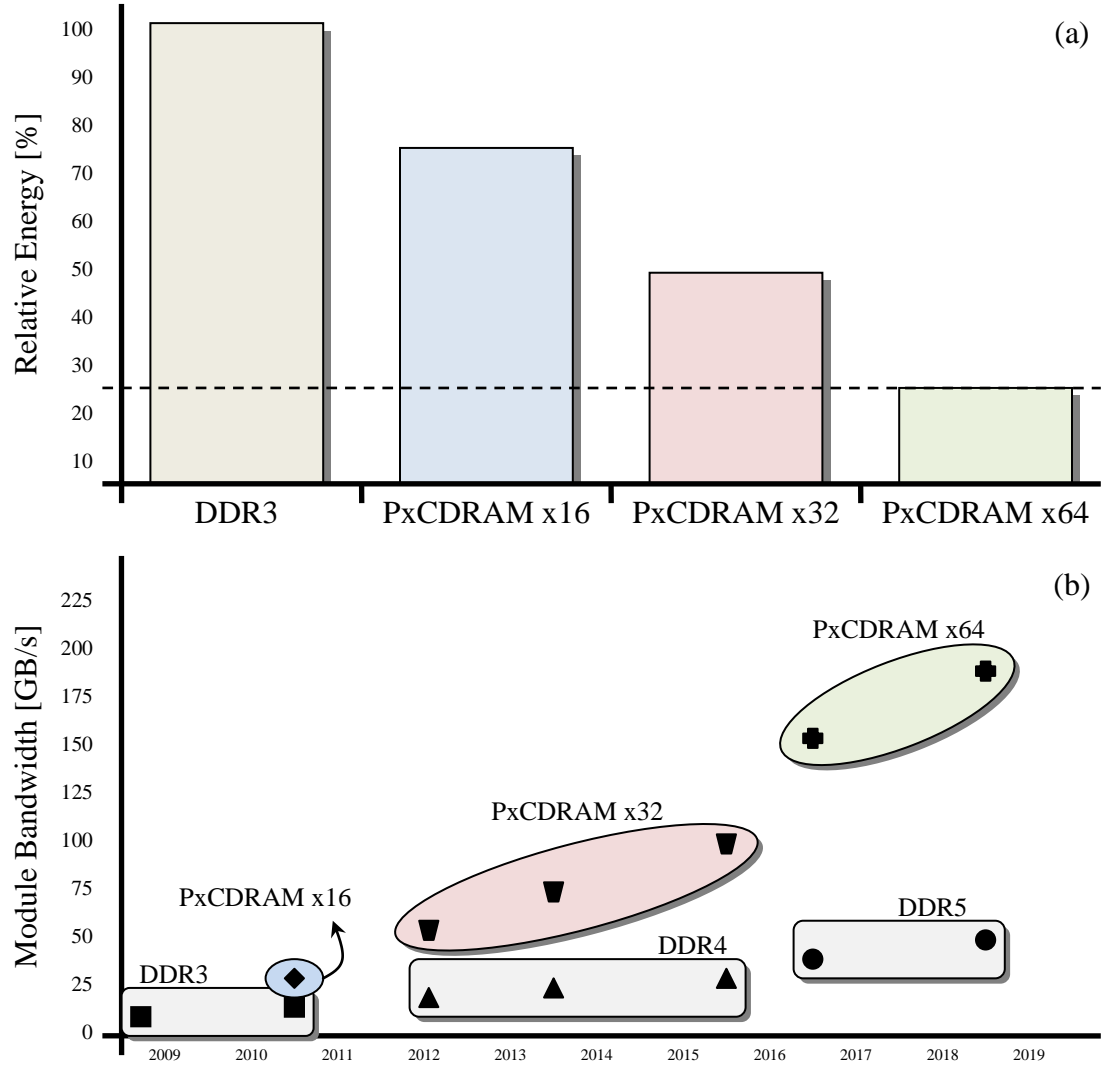 (a)
Relative Energy [%]
100
90
80
70
60
50
40
30
20
10
DDR3 PxCDRAM x16 PxCDRAM x32 PxCDRAM x64
(b)
Module Bandwidth [GB/s]
225
200
175
150
125
100
75
50
25
0
PxCDRAM x64
PxCDRAM x32
PxCDRAM x16
DDR5
DDR4
DDR3
2009 2010 2011 2012 2013 2014 2015 2016 2017 2018 2019